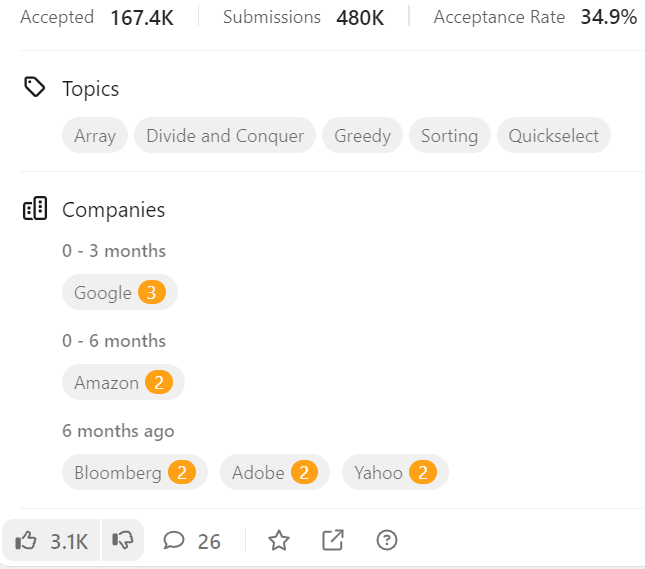 Accepted 167.4K Submissions 480K Acceptance Rate 34.9%
Topics
Array Divide and Conquer Greedy Sorting Quickselect
Companies
0 - 3 months
Google 3
0 - 6 months
Amazon 2
6 months ago
Bloomberg 2 Adobe 2 Yahoo 2
3.1K 26